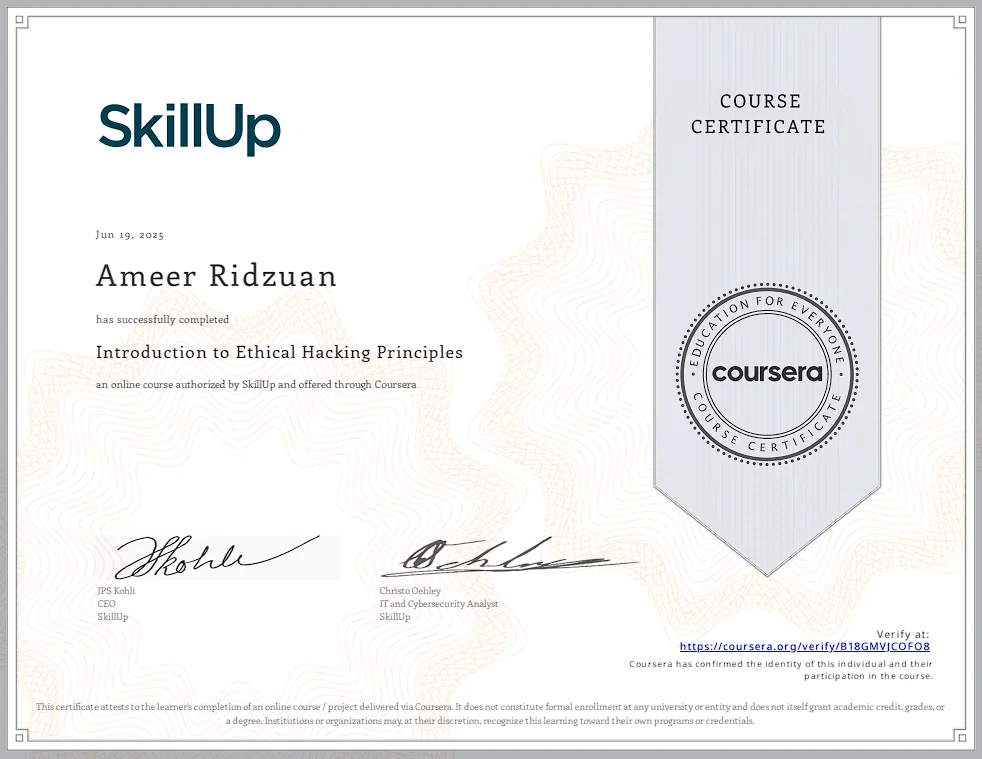 COURSE
CERTIFICATE
SkillUp
Jun 19, 2025
Ameer Ridzuan
has successfully completed
Introduction to Ethical Hacking Principles
an online course authorized by SkillUp and offered through Coursera
EDUCATION FOR EVERYONE
coursera
COURSE CERTIFICATE
JPS Kohli
CEO
SkillUp
Christo Oehley
IT and Cybersecurity Analyst
SkillUp
Verify at:
https://coursera.org/verify/B18GMVJCOFO8
Coursera has confirmed the identity of this individual and their
participation in the course.
This certificate attests to the learner's completion of an online course / project delivered via Coursera. It does not constitute formal enrollment at any university or entity and does not itself grant academic credit, grades, or
a degree. Institutions or organizations may, at their discretion, recognize this learning toward their own programs or credentials.